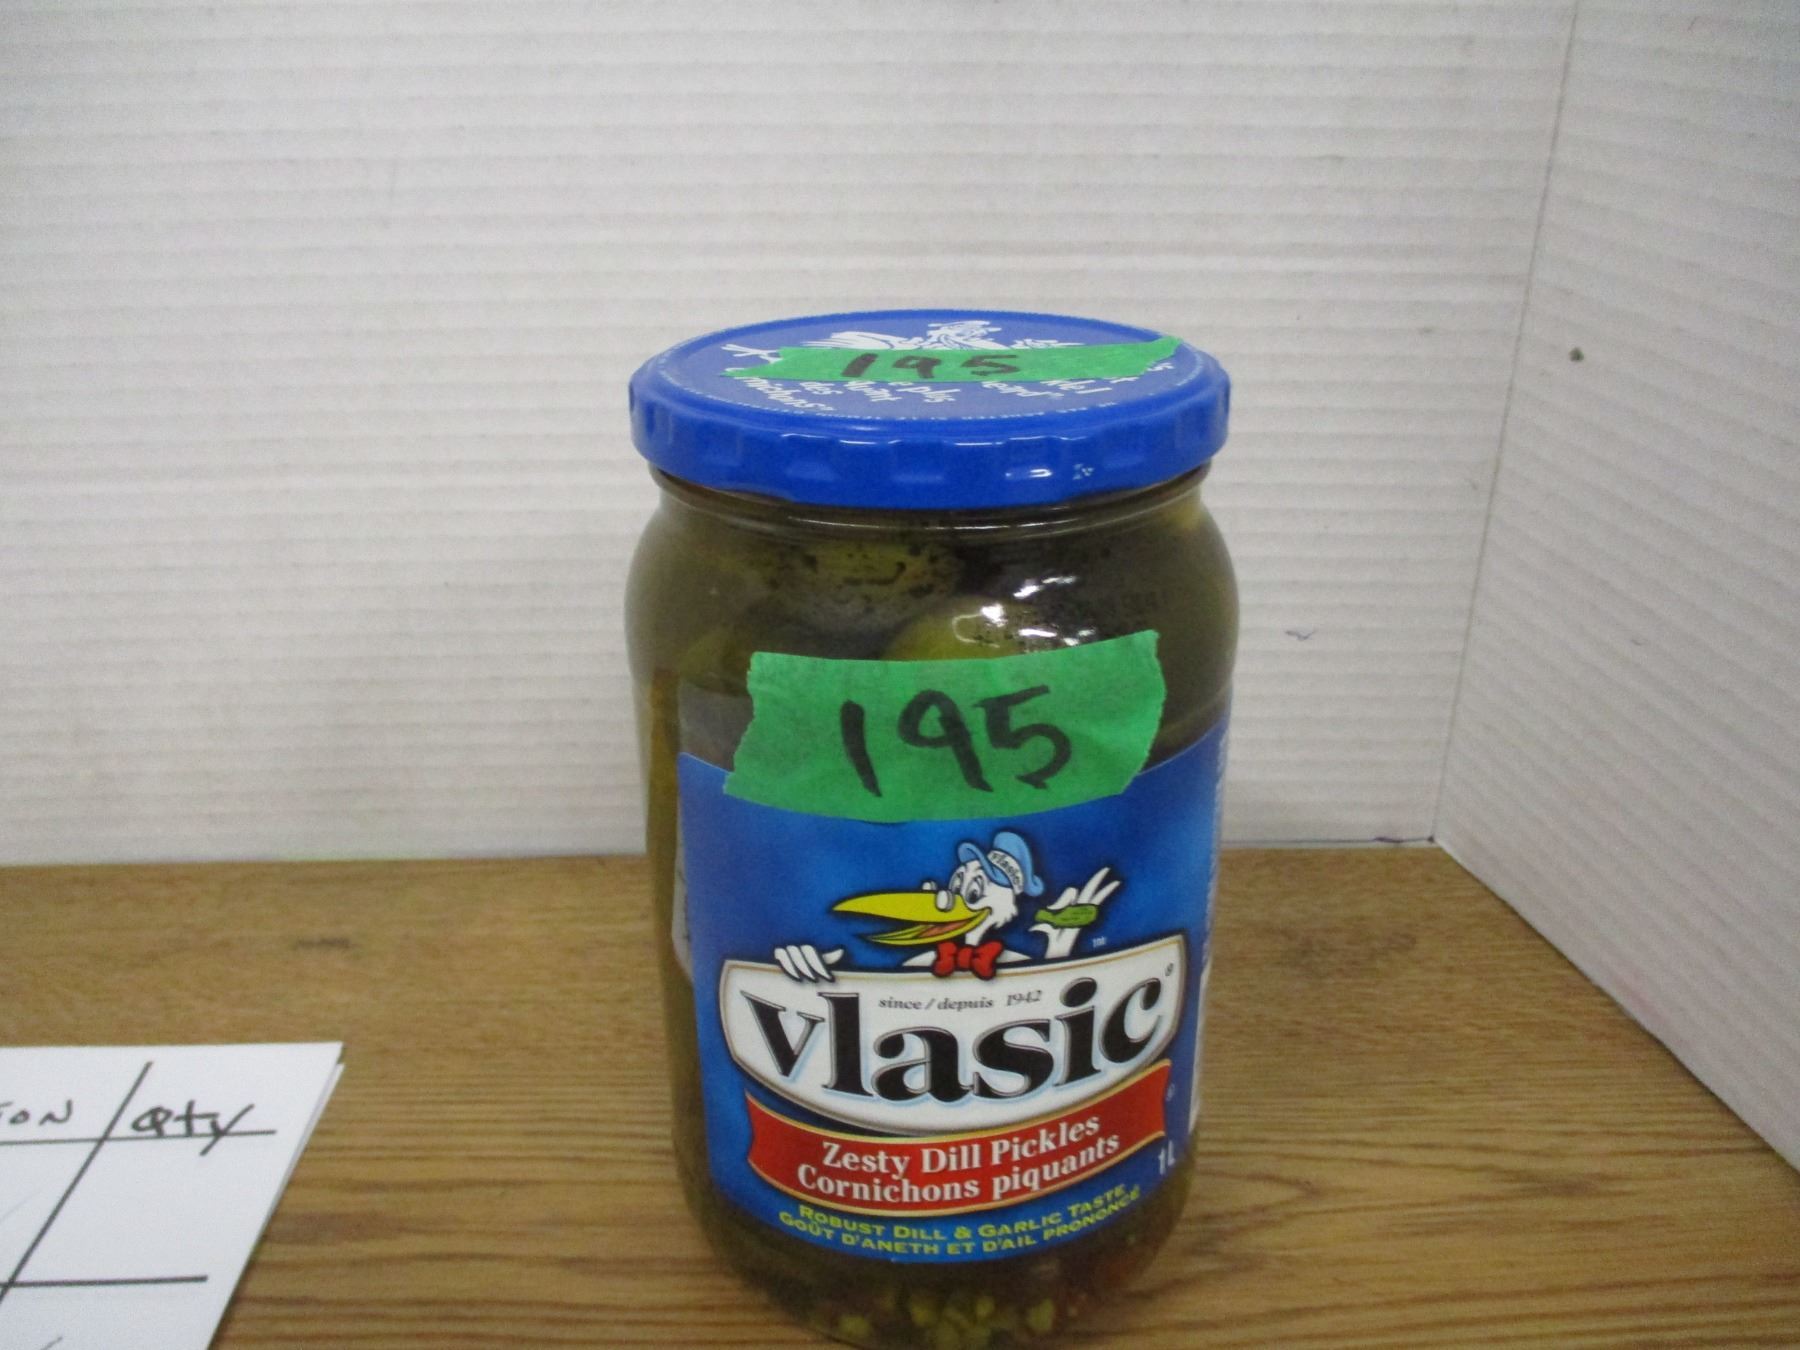 195
195
vlasic
since / depuis 1942
vlasic
Zesty Dill Pickles
Cornichons piquants
1L
ROBUST DILL & GARLIC TASTE
GOÛT D'ANETH ET D'AIL PRONONCÉ
Qty